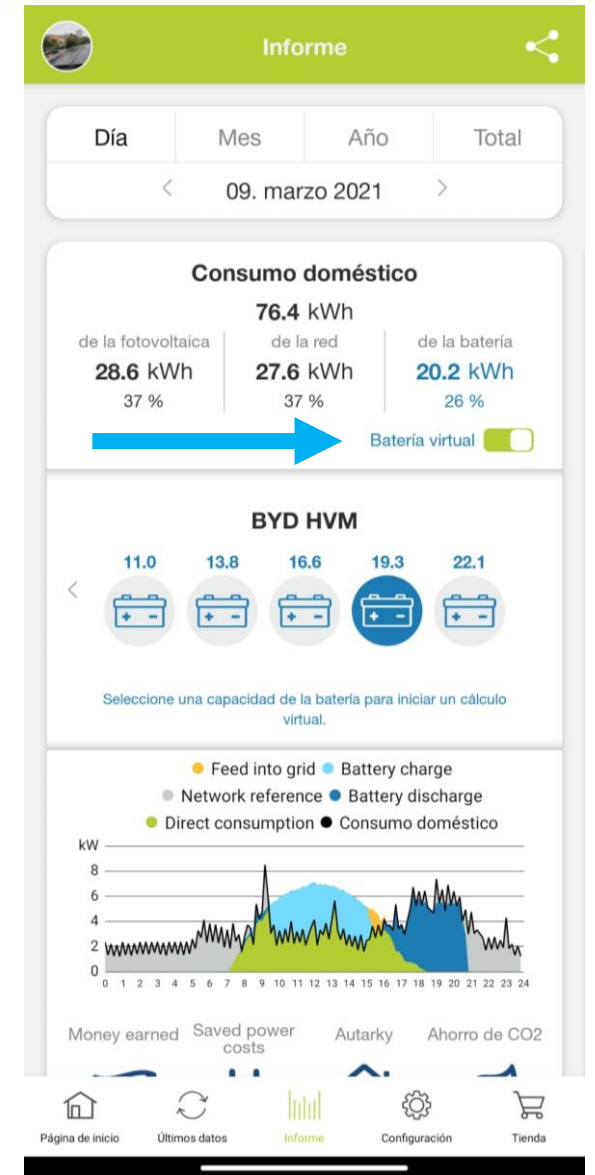 Informe
Día Mes Año Total
< 09. marzo 2021 >
Consumo doméstico
76.4 kWh
de la fotovoltaica de la red de la batería
28.6 kWh 27.6 kWh 20.2 kWh
37 % 37 % 26 %
Batería virtual
BYD HVM
11.0 13.8 16.6 19.3 22.1
Seleccione una capacidad de la batería para iniciar un cálculo
virtual.
Feed into grid Battery charge
Network reference Battery discharge
Direct consumption Consumo doméstico
kW
8
6
4
2
0
0 1 2 3 4 5 6 7 8 9 10 11 12 13 14 15 16 17 18 19 20 21 22 23 24
Money earned Saved power costs Autarky Ahorro de CO2
Página de inicio Últimos datos Informe Configuración Tienda